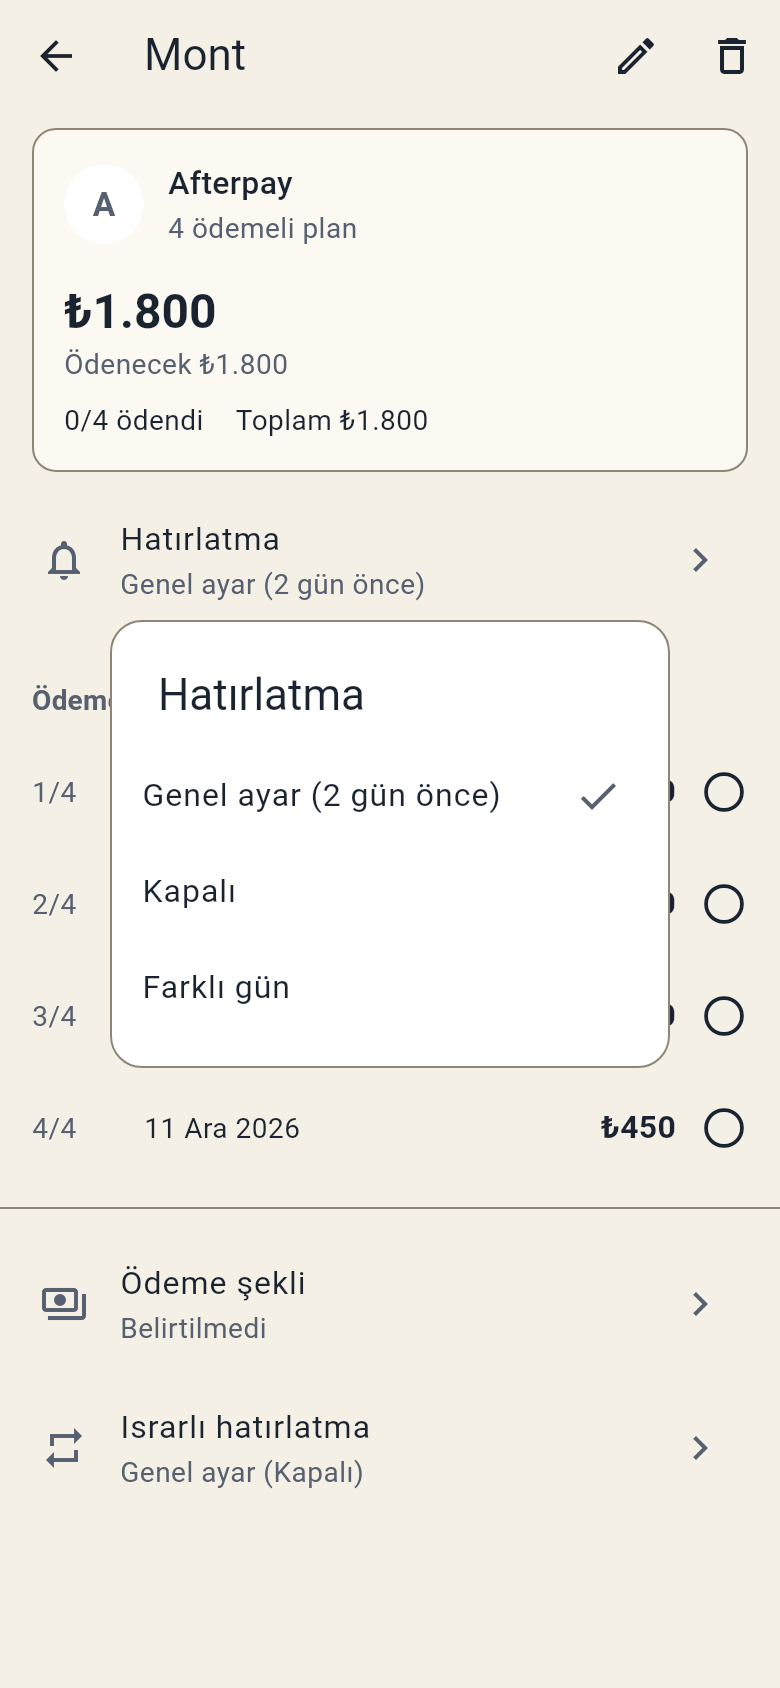 Mont
A
Afterpay
4 ödemeli plan
₺1.800
Ödenecek ₺1.800
0/4 ödendi Toplam ₺1.800
Hatırlatma
Genel ayar (2 gün önce)
Hatırlatma
Genel ayar (2 gün önce)
Kapalı
Farklı gün
1/4
2/4
3/4
4/4 11 Ara 2026 ₺450
Ödeme şekli
Belirtilmedi
Israrlı hatırlatma
Genel ayar (Kapalı)